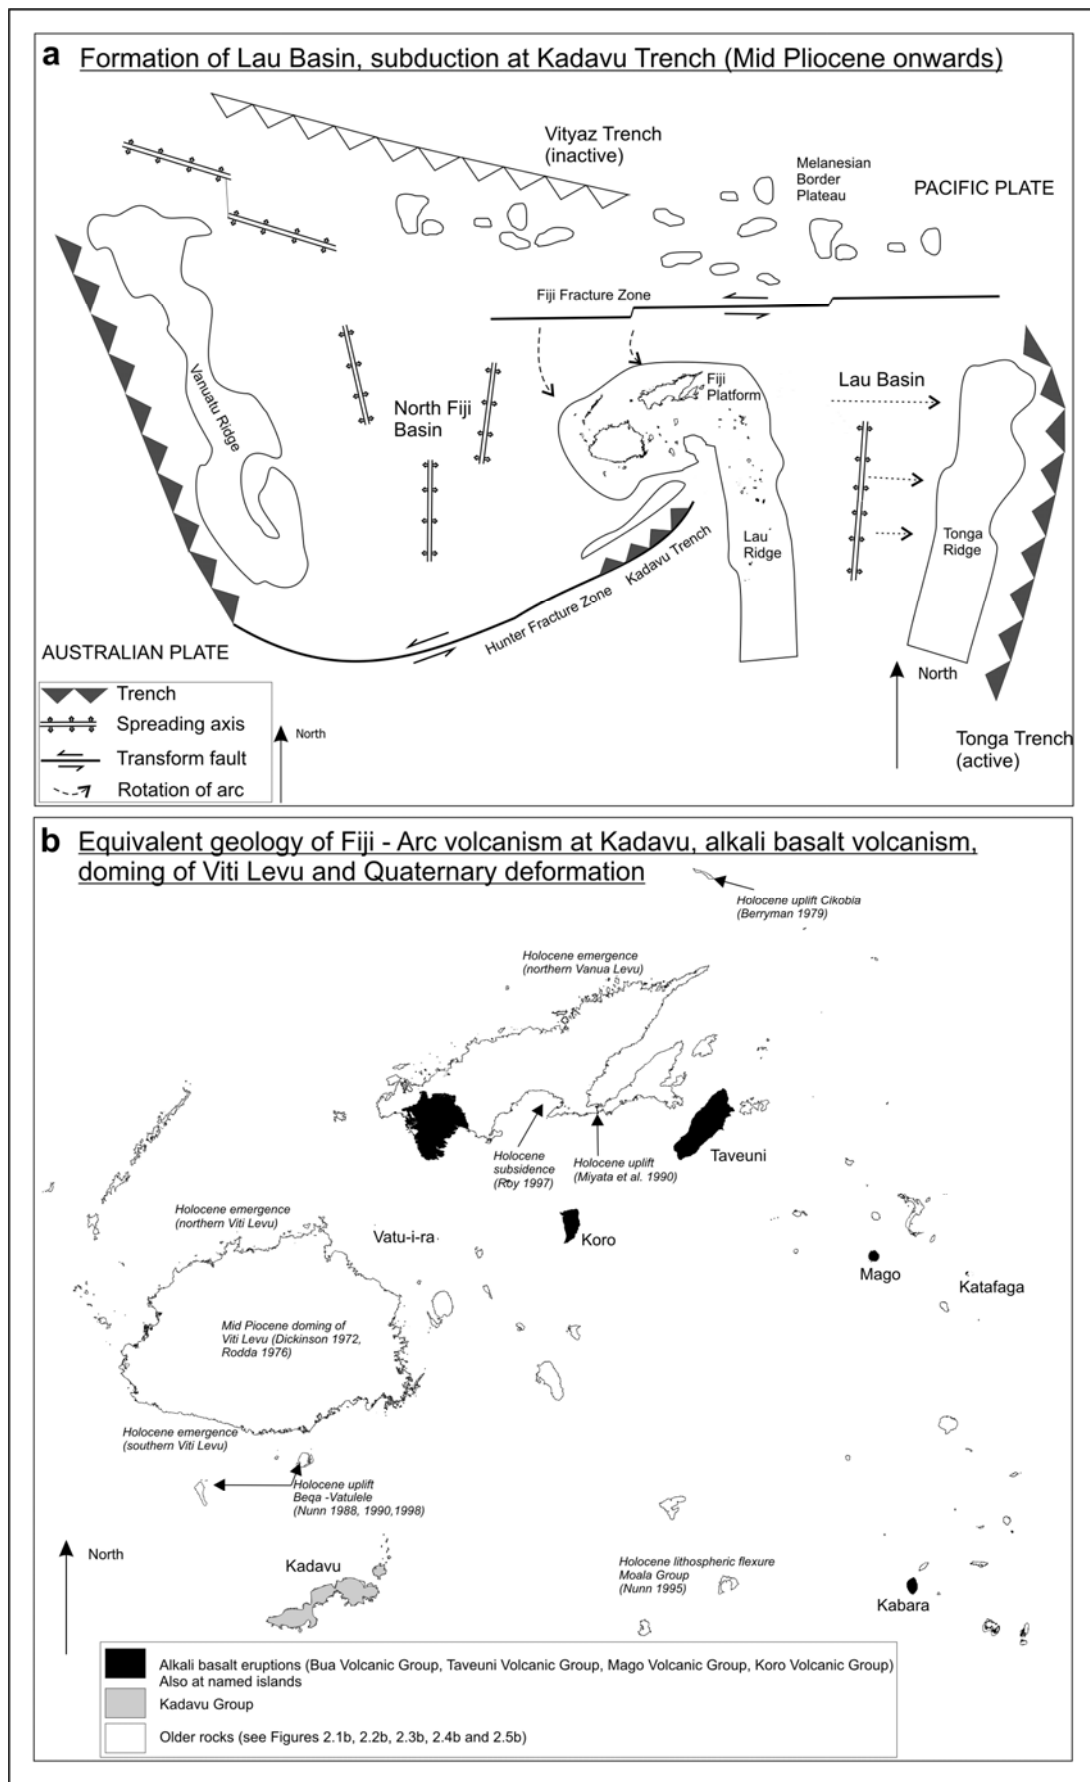 a Formation of Lau Basin, subduction at Kadavu Trench (Mid Pliocene onwards)
Vityaz Trench
(inactive)
Melanesian
Border
Plateau
PACIFIC PLATE
Fiji Fracture Zone
Vanuatu Ridge
North Fiji
Basin
Fiji
Platform
Lau Basin
Lau
Ridge
Tonga
Ridge
Kadavu Trench
Hunter Fracture Zone
AUSTRALIAN PLATE
North
Tonga Trench
(active)
Trench
Spreading axis
Transform fault
Rotation of arc
North
b Equivalent geology of Fiji - Arc volcanism at Kadavu, alkali basalt volcanism,
doming of Viti Levu and Quaternary deformation
Holocene uplift Cikobia
(Berryman 1979)
Holocene emergence
(northern Vanua Levu)
Holocene
subsidence
(Roy 1997)
Holocene uplift
(Miyata et al. 1990)
Taveuni
Holocene emergence
(northern Viti Levu)
Vatu-i-ra
Koro
Mago
Katafaga
Mid Piocene doming of
Viti Levu (Dickinson 1972,
Rodda 1976)
Holocene emergence
(southern Viti Levu)
Holocene uplift
Beqa -Vatulele
(Nunn 1988, 1990,1998)
North
Kadavu
Holocene lithospheric flexure
Moala Group
(Nunn 1995)
Kabara
Alkali basalt eruptions (Bua Volcanic Group, Taveuni Volcanic Group, Mago Volcanic Group, Koro Volcanic Group)
Also at named islands
Kadavu Group
Older rocks (see Figures 2.1b, 2.2b, 2.3b, 2.4b and 2.5b)